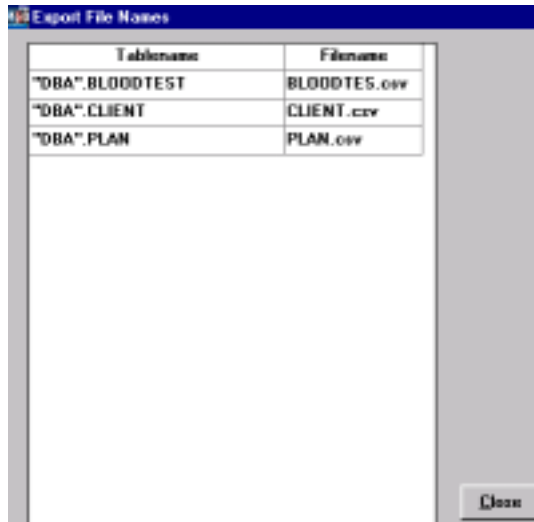 Export File Names
Tablename Filename
"DBA".BLOODTEST BLOODTES.csv
"DBA".CLIENT CLIENT.csv
"DBA".PLAN PLAN.csv
Close